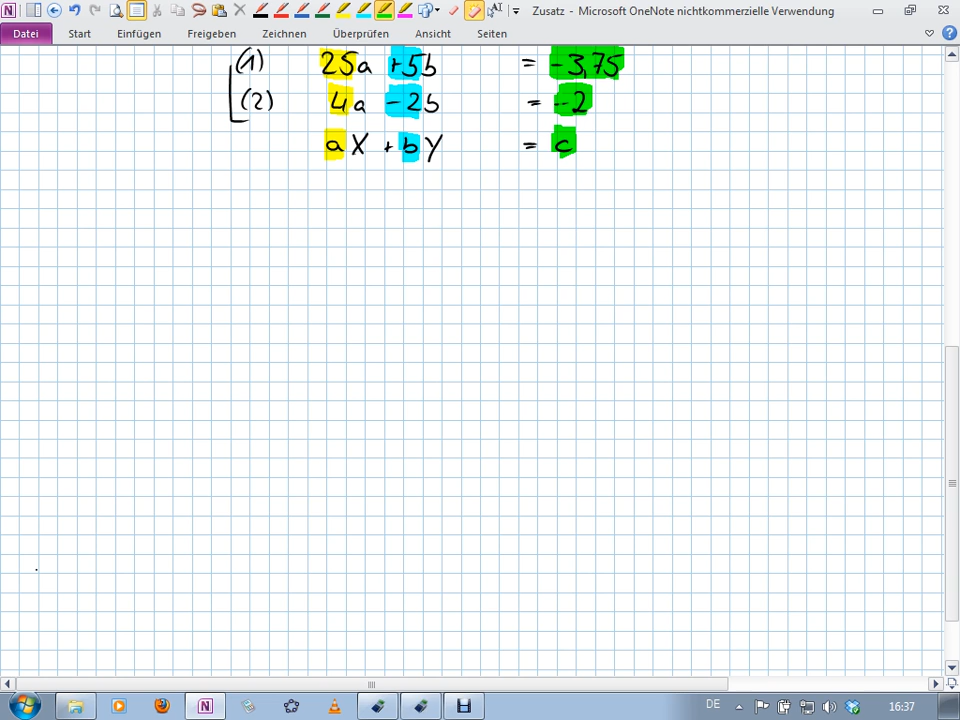 Zusatz - Microsoft OneNote nichtkommerzielle Verwendung
Datei Start Einfügen Freigeben Zeichnen Überprüfen Ansicht Seiten
(1) 25a +5b = -3,75
(2) 4a -2b = -2
aX + bY = c
DE 16:37